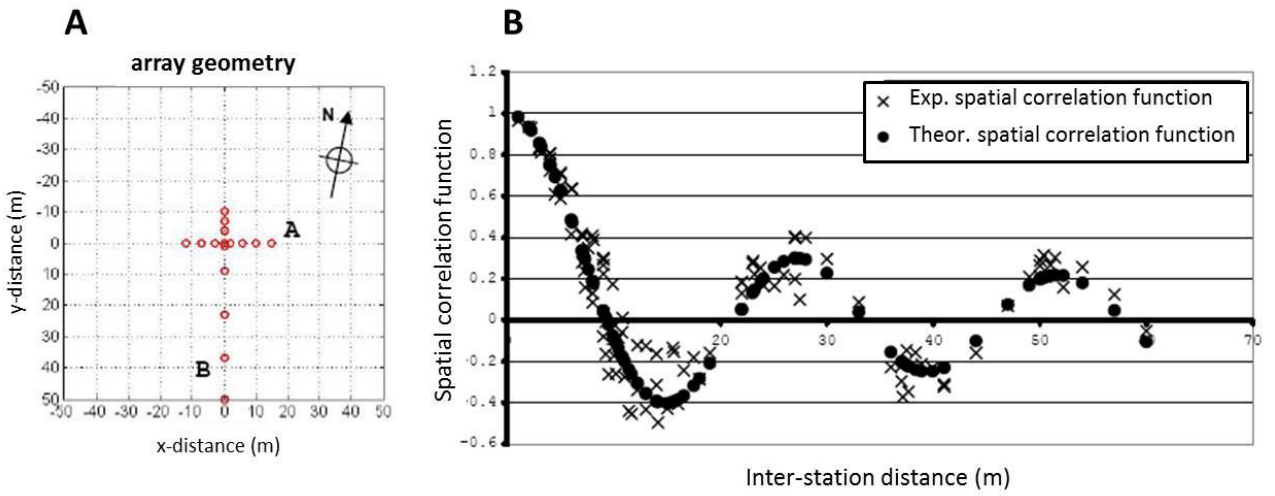 A
array geometry
-50
-40
-30
-20
-10
0
10
20
30
40
50
y-distance (m)
N
A
B
-50 -40 -30 -20 -10 0 10 20 30 40 50
x-distance (m)
B
1.2
1
0.8
0.6
0.4
0.2
0
-0.2
-0.4
-0.6
Spatial correlation function
Exp. spatial correlation function
Theor. spatial correlation function
20 30 40 50 60 70
Inter-station distance (m)